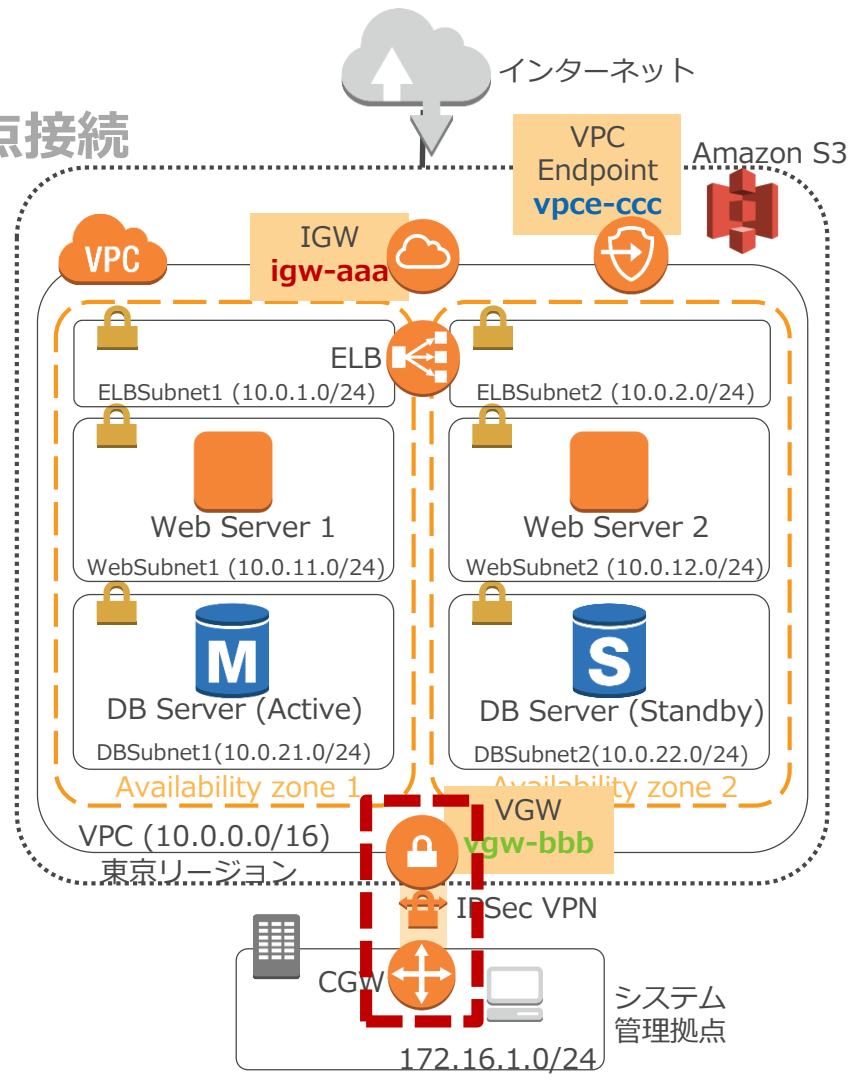 インターネット
点接続
VPC
Endpoint
vpce-ccc
Amazon S3
VPC
IGW
igw-aaa
ELB
ELBSubnet1 (10.0.1.0/24)
ELBSubnet2 (10.0.2.0/24)
Web Server 1
WebSubnet1 (10.0.11.0/24)
Web Server 2
WebSubnet2 (10.0.12.0/24)
M
DB Server (Active)
DBSubnet1(10.0.21.0/24)
S
DB Server (Standby)
DBSubnet2(10.0.22.0/24)
Availability zone 1
Availability zone 2
VPC (10.0.0.0/16)
東京リージョン
VGW
vgw-bbb
IPSec VPN
CGW
システム
管理拠点
172.16.1.0/24